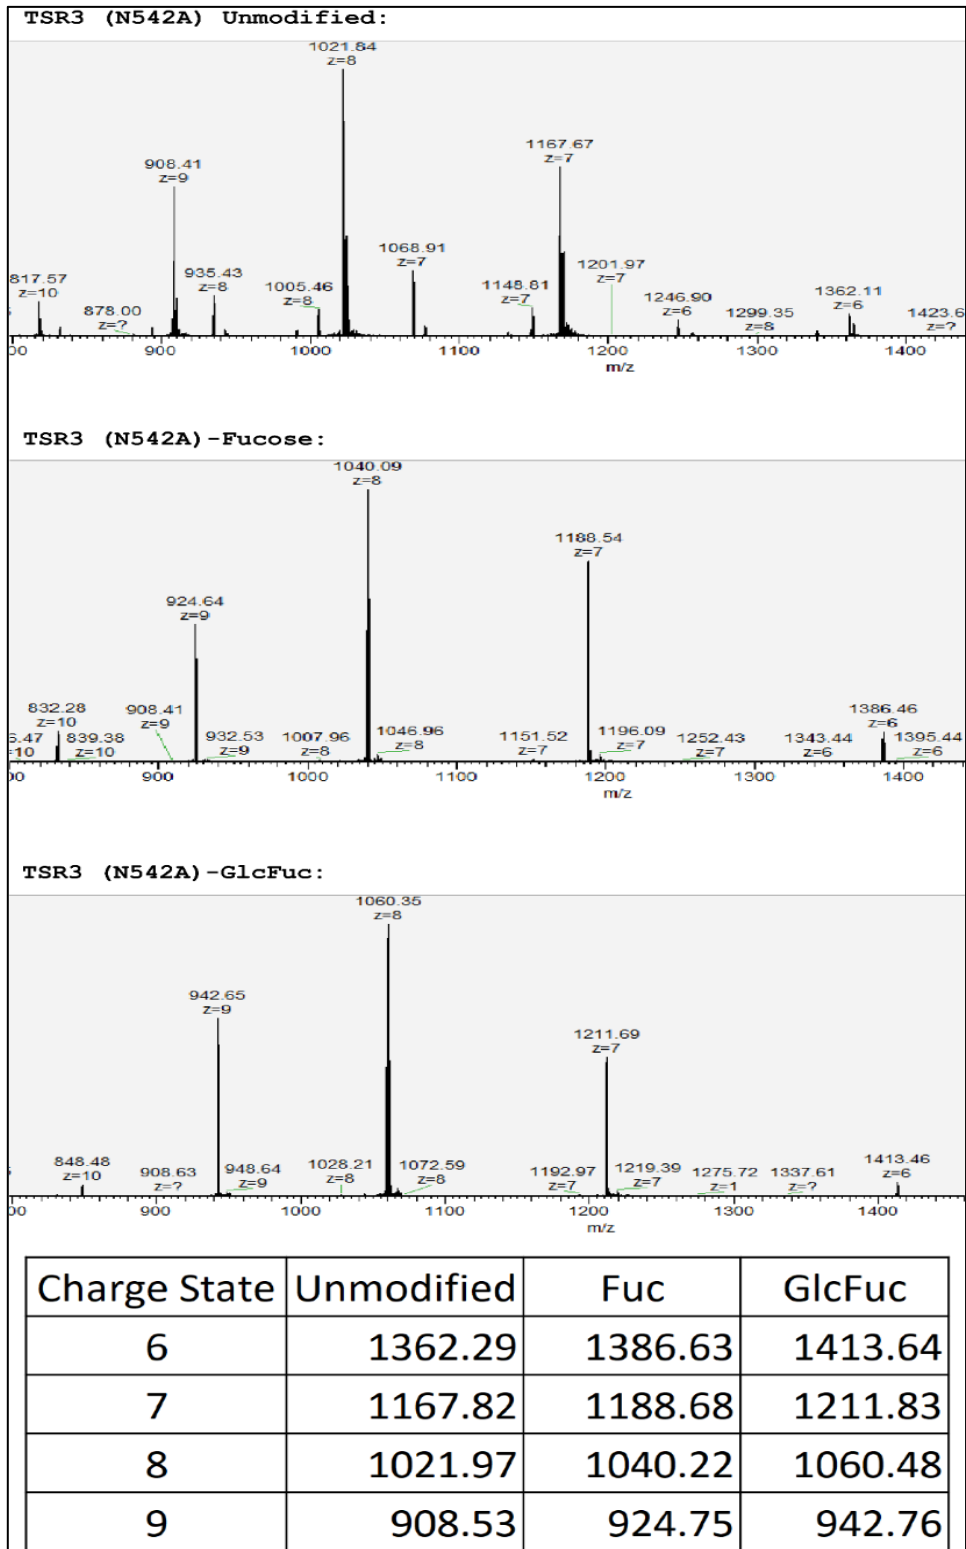 TSR3 (N542A) Unmodified:
1021.84
z=8
1167.67
z=7
908.41
z=9
1068.91
z=7
817.57
z=10
935.43
z=8
1005.46
z=8
1148.81
z=7
1201.97
z=7
1246.90
z=6
1299.35
z=8
1362.11
z=6
1423.6
z=?
878.00
z=?
00 900 1000 1100 1200 1300 1400
m/z
TSR3 (N542A)-Fucose:
1040.09
z=8
1188.54
z=7
924.64
z=9
832.28
z=10
908.41
z=9
5.47
=10
839.38
z=10
932.53
z=9
1007.96
z=8
1046.96
z=8
1151.52
z=7
1196.09
z=7
1252.43
z=7
1343.44
z=6
1386.46
z=6
1395.44
z=6
00 900 1000 1100 1200 1300 1400
m/z
TSR3 (N542A)-GlcFuc:
1060.35
z=8
942.65
z=9
1211.69
z=7
848.48
z=10
908.63
z=?
948.64
z=9
1028.21
z=8
1072.59
z=8
1192.97
z=7
1219.39
z=7
1275.72
z=1
1337.61
z=?
1413.46
z=6
00 900 1000 1100 1200 1300 1400
m/z
Charge State Unmodified Fuc GlcFuc
6 1362.29 1386.63 1413.64
7 1167.82 1188.68 1211.83
8 1021.97 1040.22 1060.48
9 908.53 924.75 942.76